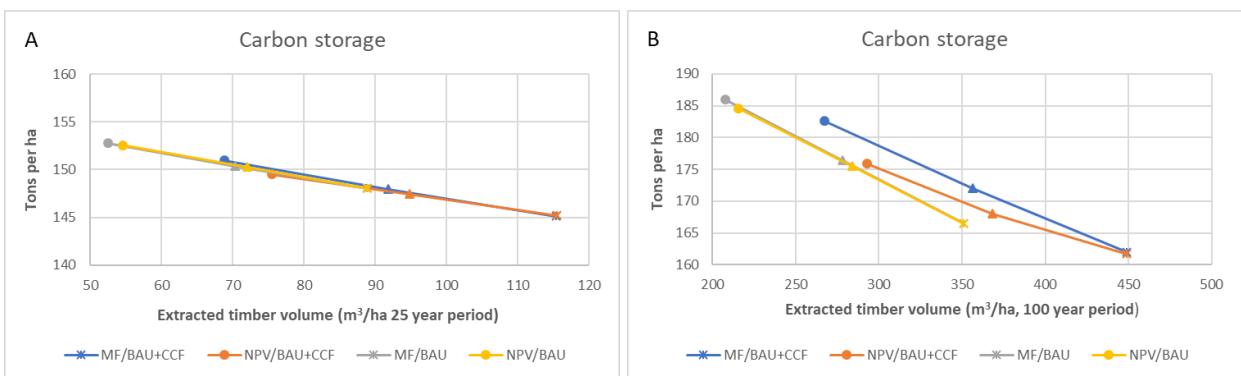 A
Carbon storage
160
155
150
145
140
Tons per ha
50 60 70 80 90 100 110 120
Extracted timber volume (m³/ha 25 year period)
MF/BAU+CCF NPV/BAU+CCF MF/BAU NPV/BAU
B
Carbon storage
190
185
180
175
170
165
160
Tons per ha
200 250 300 350 400 450 500
Extracted timber volume (m³/ha, 100 year period)
MF/BAU+CCF NPV/BAU+CCF MF/BAU NPV/BAU